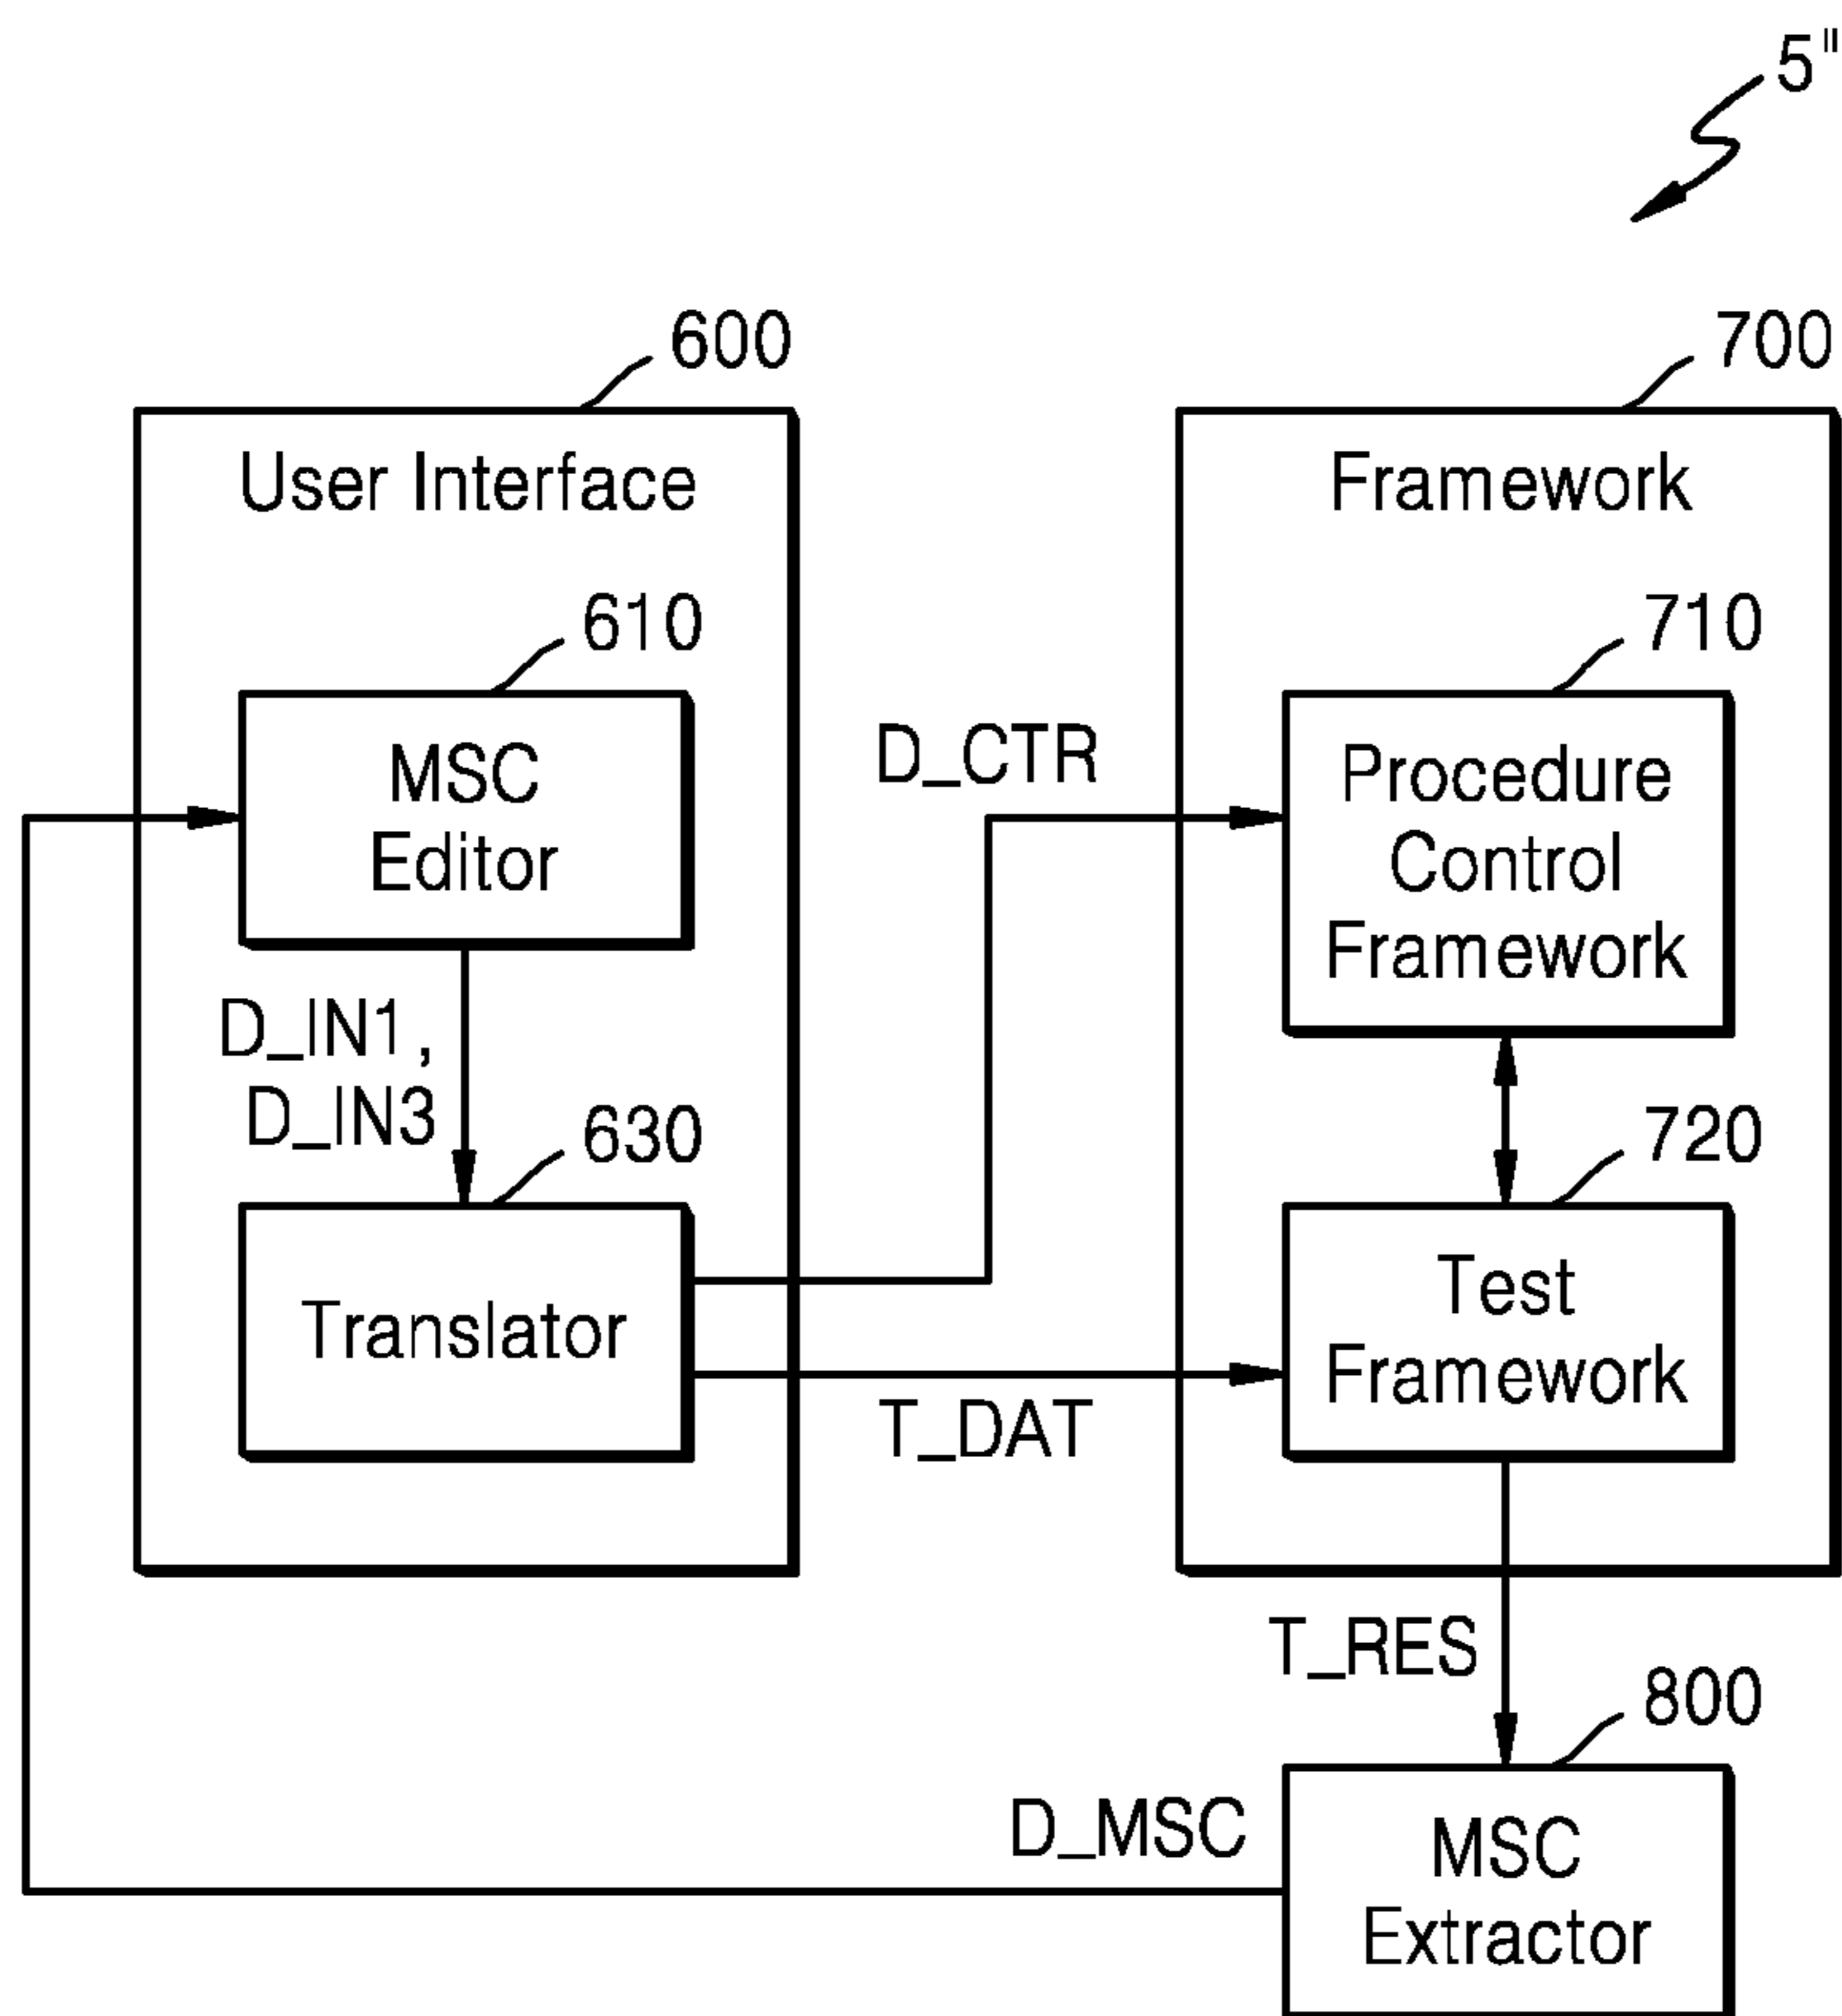 5"
600
700
User Interface
Framework
610
710
MSC
Editor
D_CTR
Procedure
Control
Framework
D_IN1,
D_IN3
630
720
Translator
Test
Framework
T_DAT
T_RES
800
D_MSC
MSC
Extractor